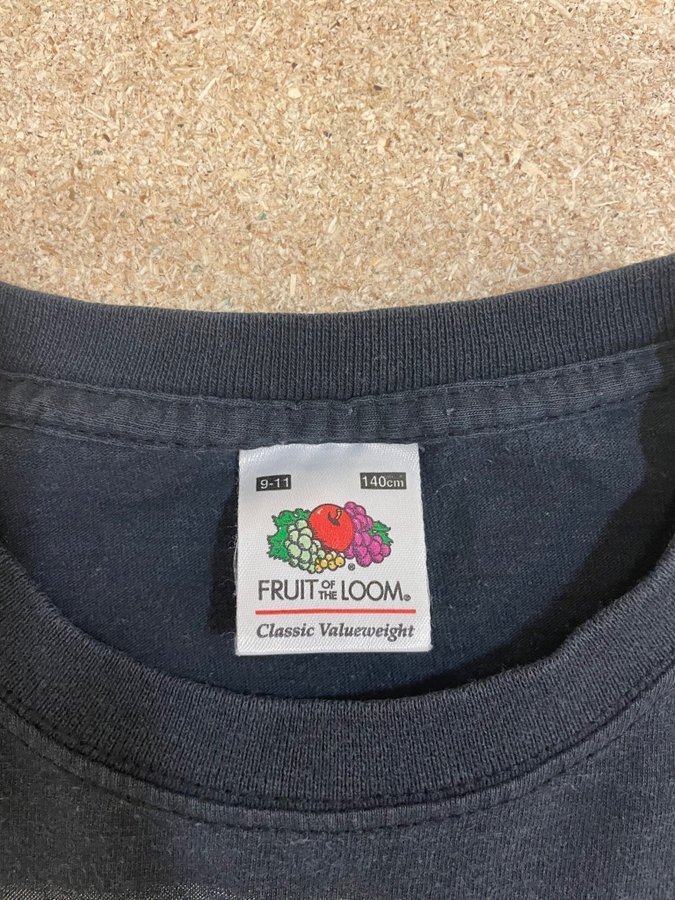 9-11 140cm
FRUIT OF THE LOOM®
Classic Valueweight